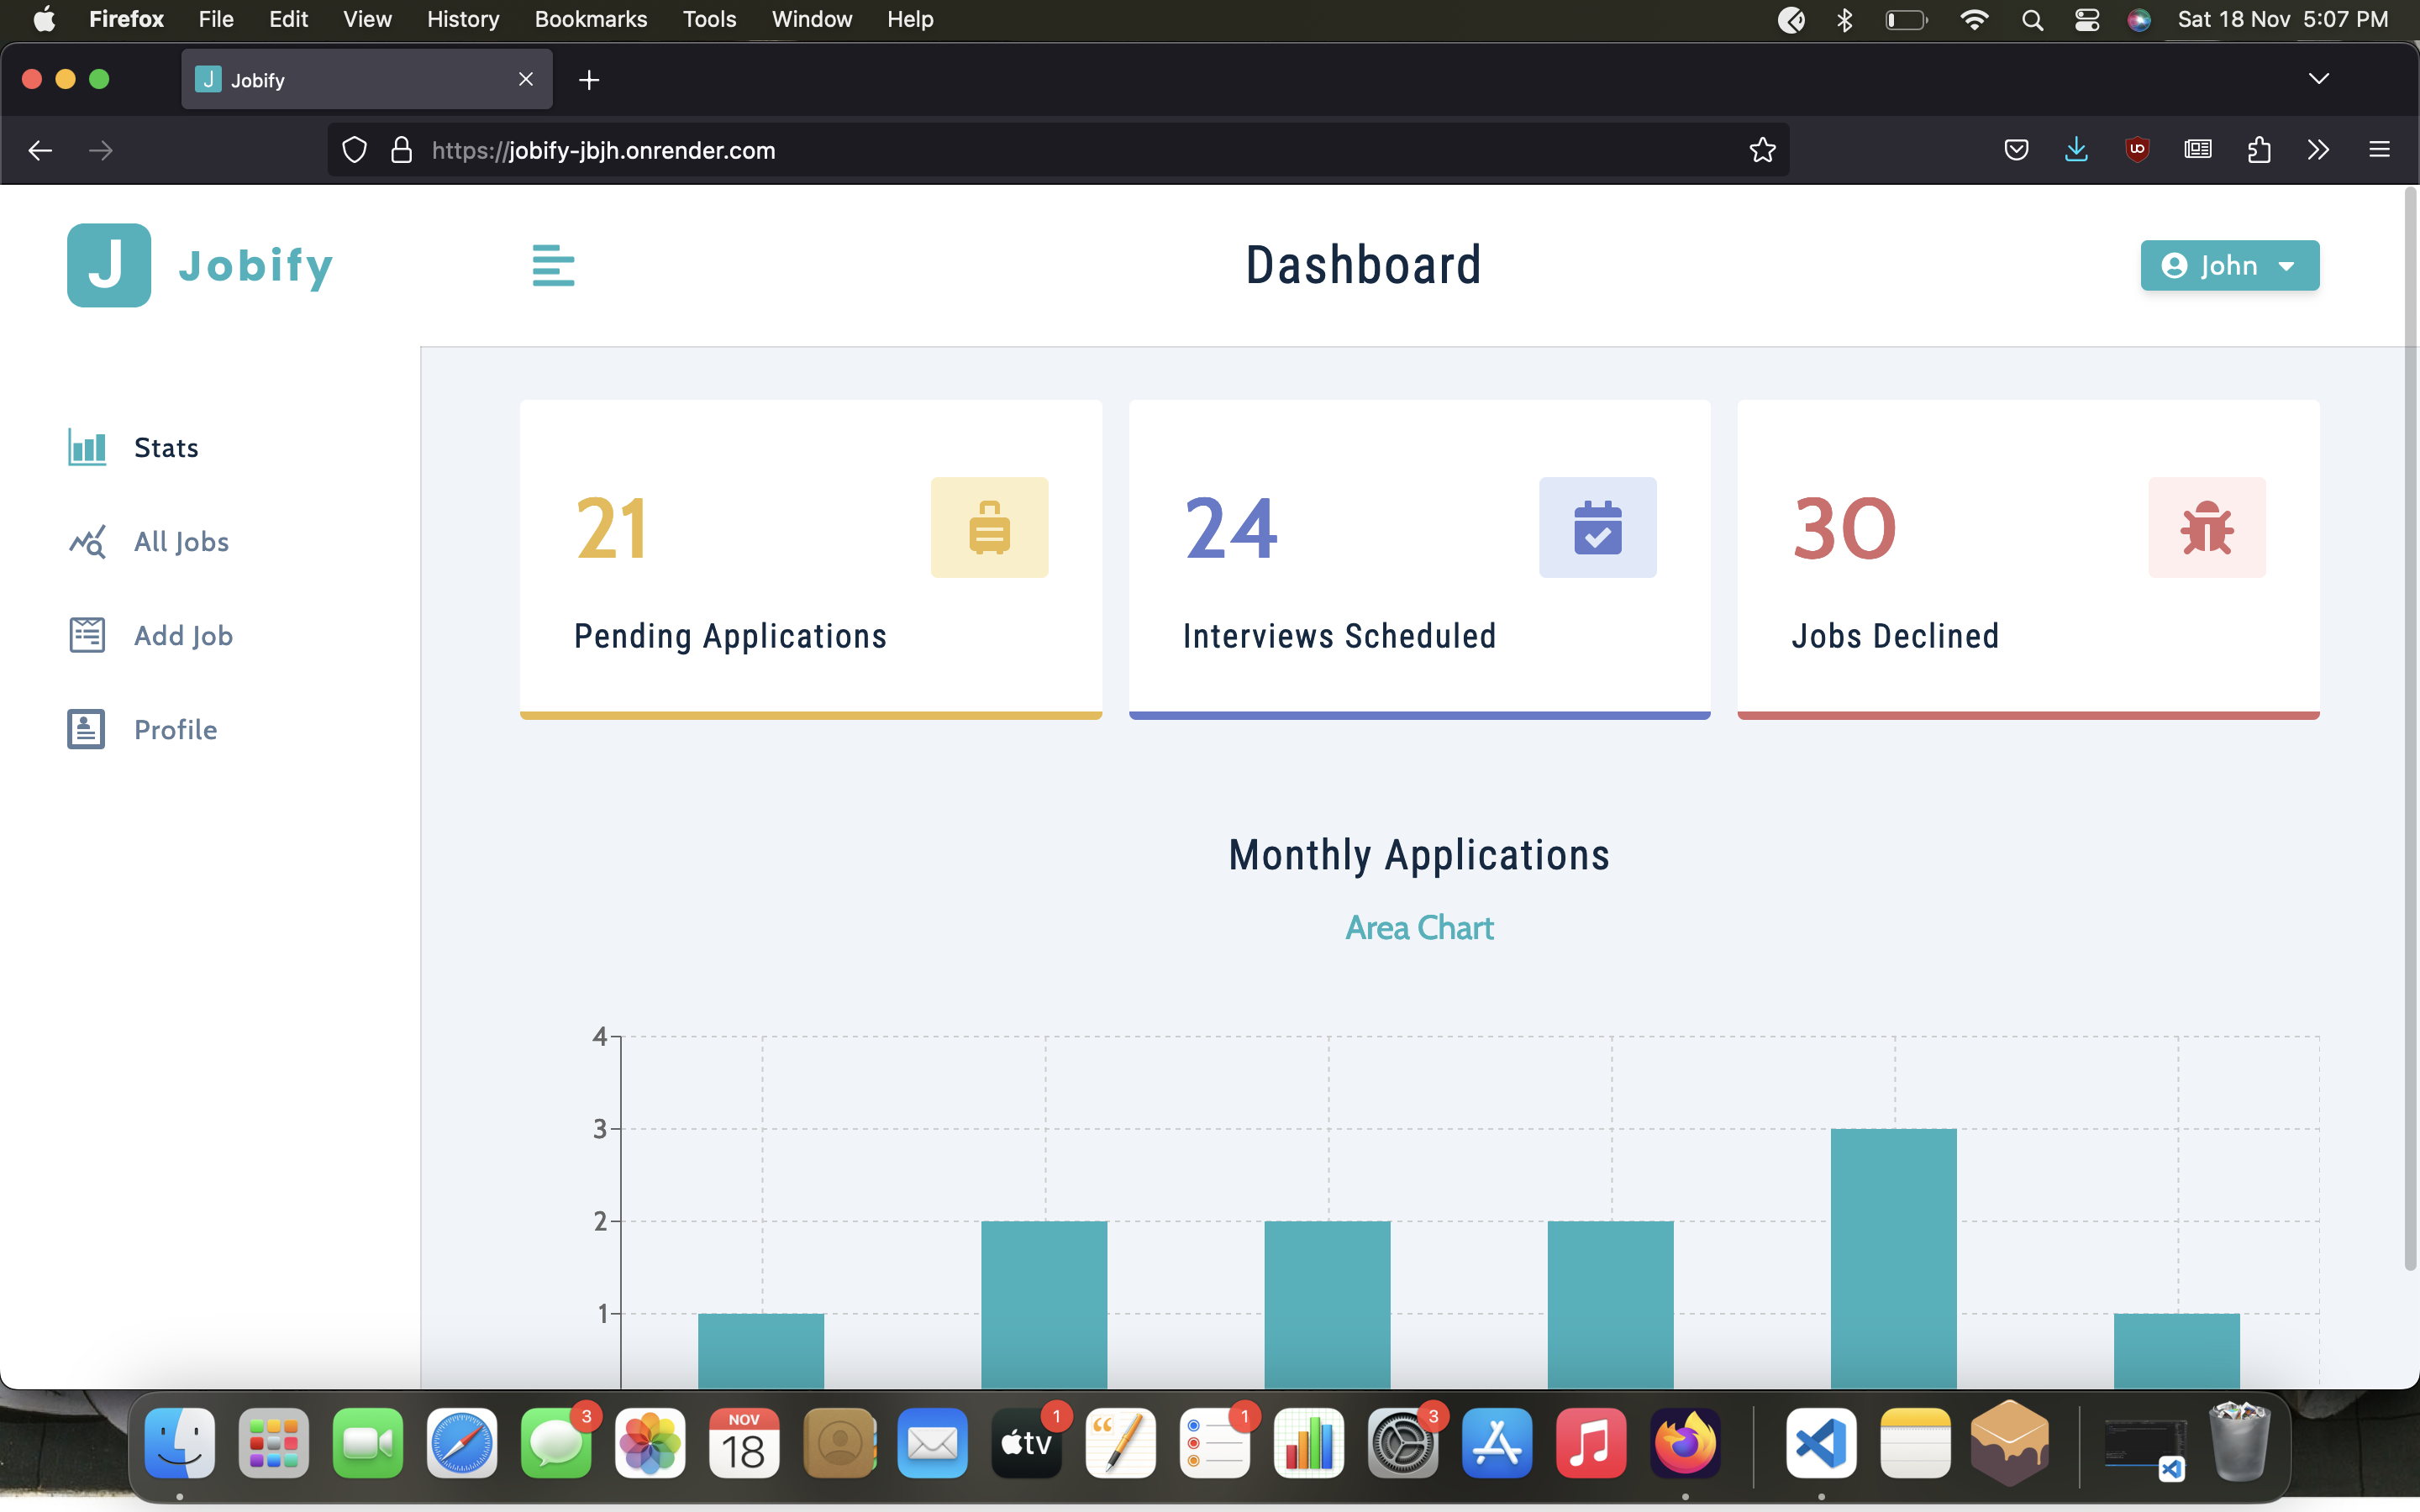 Firefox File Edit View History Bookmarks Tools Window Help Sat 18 Nov 5:07 PM
J Jobify
https://jobify-jbjh.onrender.com
J Jobify Dashboard John
Stats
All Jobs
Add Job
Profile
21 24 30
Pending Applications Interviews Scheduled Jobs Declined
Monthly Applications
Area Chart
4
3
2
1
3 1 1 3
NOV
18
tv